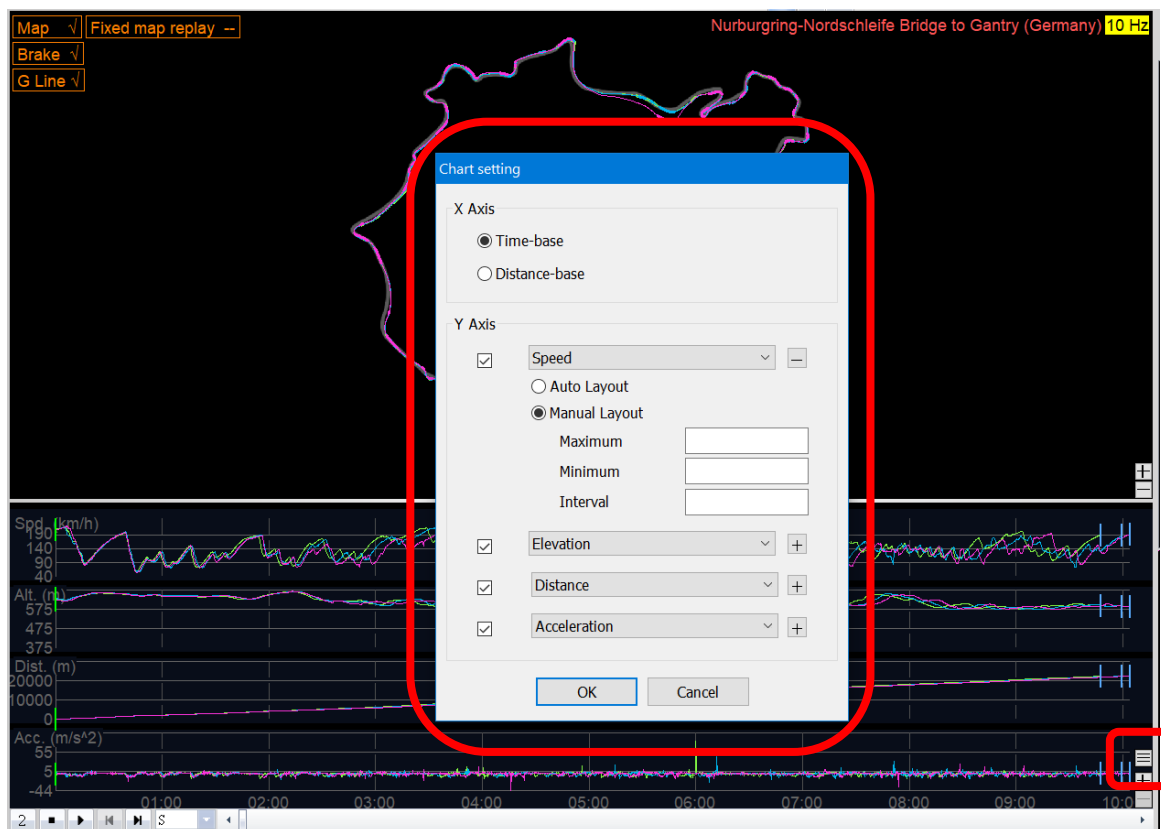 Map √ Fixed map replay --
Nurburgring-Nordschleife Bridge to Gantry (Germany) 10 Hz
Brake √
G Line √
Chart setting
X Axis
Time-base
Distance-base
Y Axis
Speed
Auto Layout
Manual Layout
Maximum
Minimum
Interval
Elevation
Distance
Acceleration
OK Cancel
Spd. (km/h)
190
140
90
40
Alt. (m)
575
475
375
Dist. (m)
20000
10000
0
Acc. (m/s^2)
55
5
-44
01:00 02:00 03:00 04:00 05:00 06:00 07:00 08:00 09:00 10:0
2 S